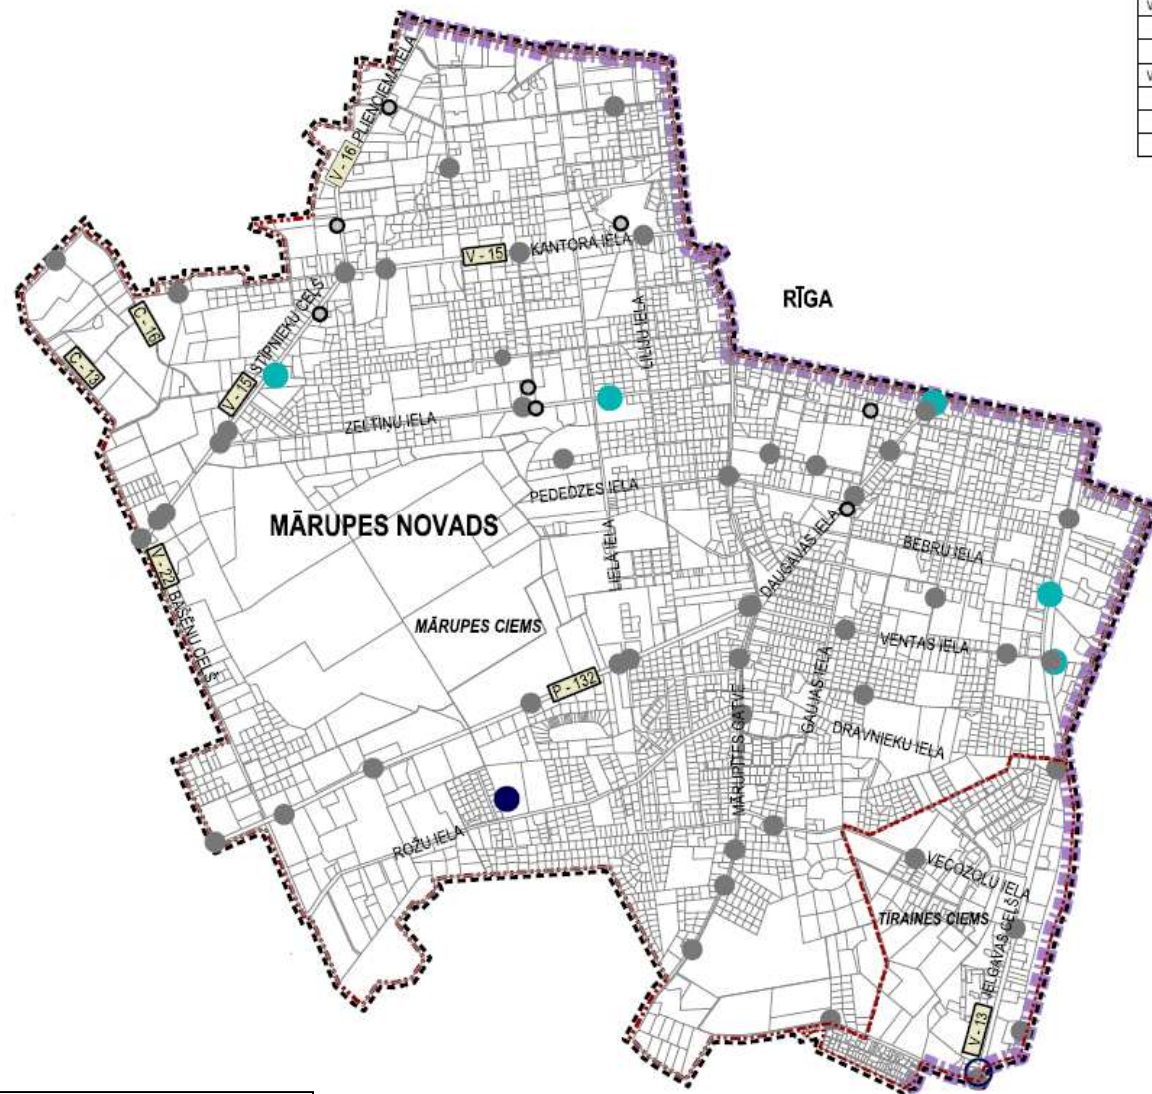 V - 16
PLIEŅCIEMA IELA
V - 15
KANTORA IELA
RĪGA
C - 16
C - 13
STĪPNIEKU CEĻŠ
V - 15
LILIJU IELA
ZELTIŅU IELA
PEDEDZES IELA
MĀRUPES NOVADS
LIELĀ IELA
DAUGAVAS IELA
BEBRU IELA
V - 22
BAŠĒNU CEĻŠ
MĀRUPES CIEMS
VENTAS IELA
GAUJAS IELA
P - 132
DRAVNIEKU IELA
MĀRUPĪTES GATVE
ROŽU IELA
VECOZOLU IELA
TĪRAINES CIEMS
JELGAVAS CEĻŠ
V - 13